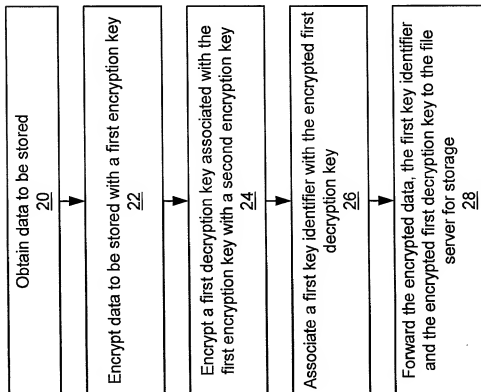 Obtain data to be stored
20
Encrypt data to be stored with a first encryption key
22
Encrypt a first decryption key associated with the
first encryption key with a second encryption key
24
Associate a first key identifier with the encrypted first
decryption key
26
Forward the encrypted data, the first key identifier
and the encrypted first decryption key to the file
server for storage
28